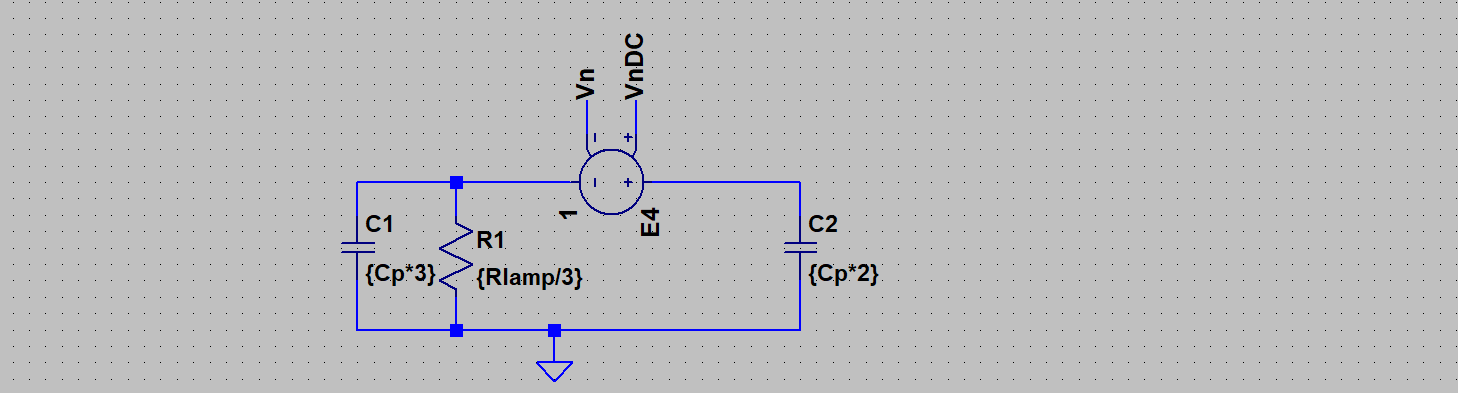 Vn
VnDC
C1
{Cp*3}
R1
{Rlamp/3}
1
E4
C2
{Cp*2}